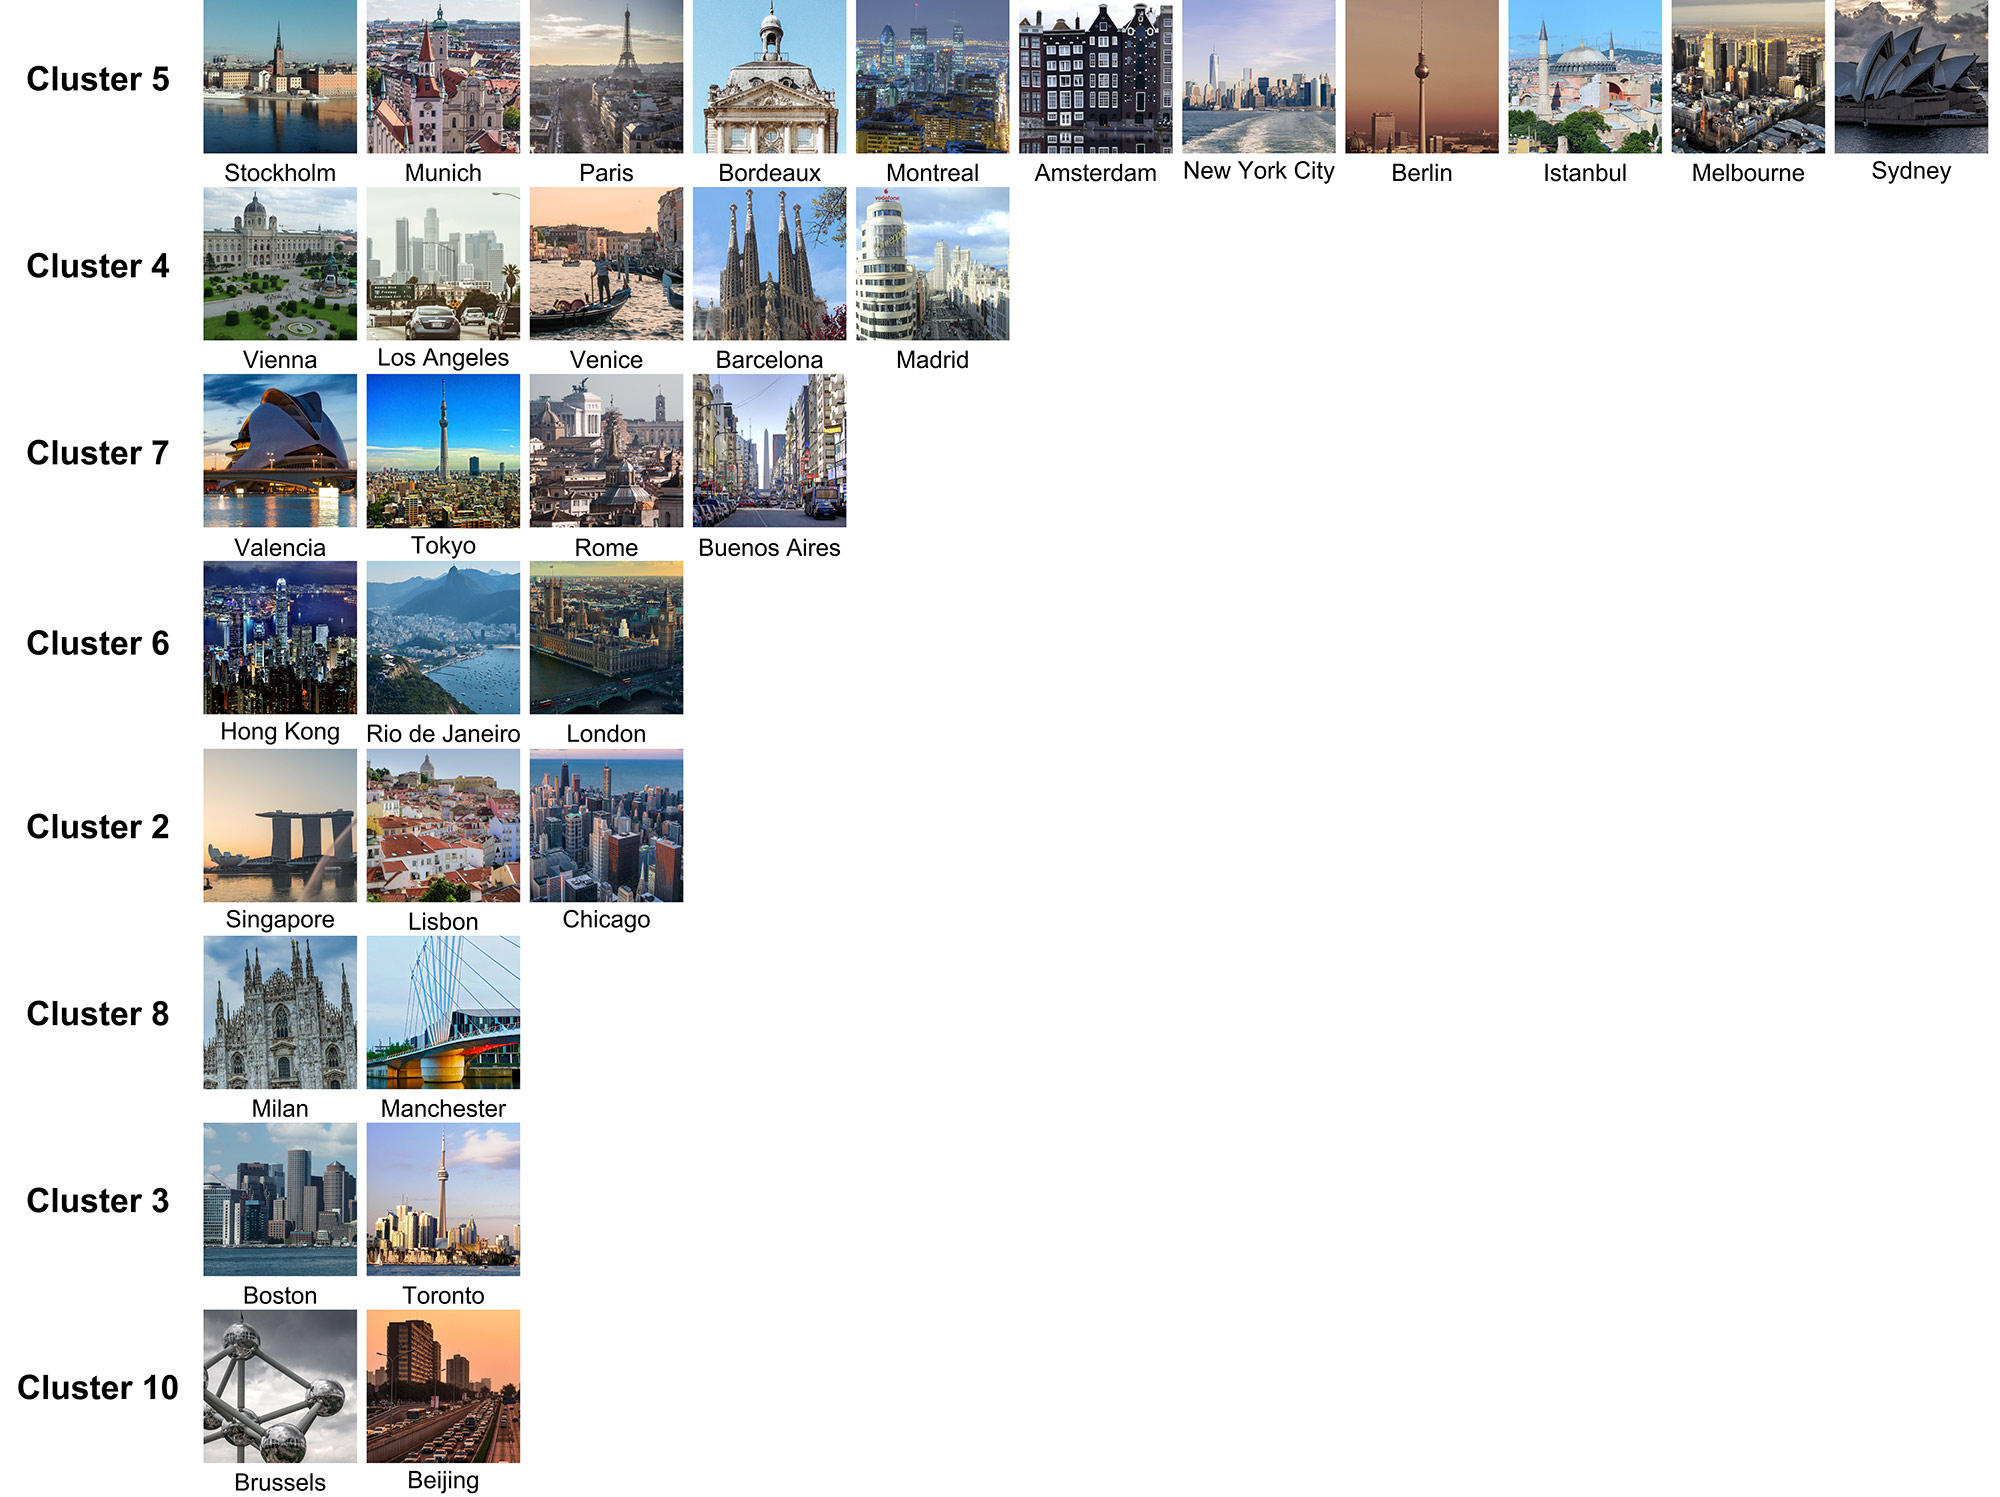 Cluster 5
Stockholm Munich Paris Bordeaux Montreal Amsterdam New York City Berlin Istanbul Melbourne Sydney
vodafone
Cluster 4
Vienna Los Angeles Venice Barcelona Madrid
Cluster 7
Valencia Tokyo Rome Buenos Aires
Cluster 6
Hong Kong Rio de Janeiro London
Cluster 2
Singapore Lisbon Chicago
Cluster 8
Milan Manchester
Cluster 3
Boston Toronto
Cluster 10
Brussels Beijing